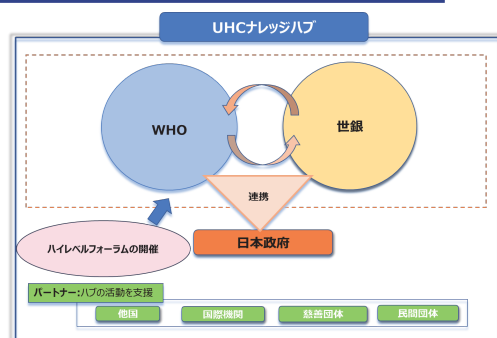 UHCナレッジハブ
WHO
世銀
連携
日本政府
ハイレベルフォーラムの開催
パートナー:ハブの活動を支援
他国
国際機関
慈善団体
民間団体